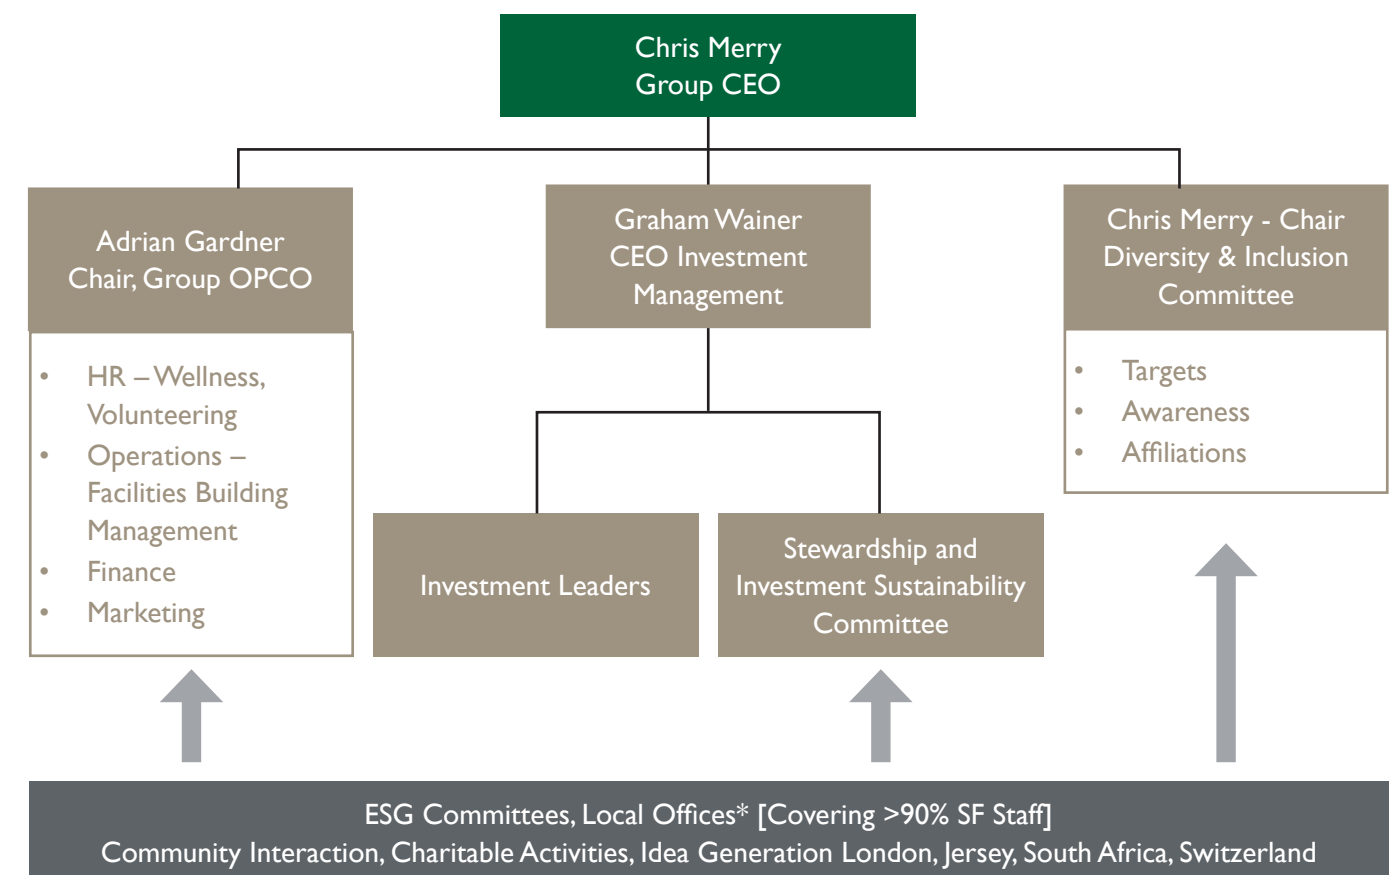 Chris Merry
Group CEO
Adrian Gardner
Chair, Group OPCO
• HR – Wellness,
Volunteering
• Operations –
Facilities Building
Management
• Finance
• Marketing
Graham Wainer
CEO Investment
Management
Investment Leaders
Stewardship and
Investment Sustainability
Committee
Chris Merry - Chair
Diversity & Inclusion
Committee
• Targets
• Awareness
• Affiliations
ESG Committees, Local Offices* [Covering >90% SF Staff]
Community Interaction, Charitable Activities, Idea Generation London, Jersey, South Africa, Switzerland